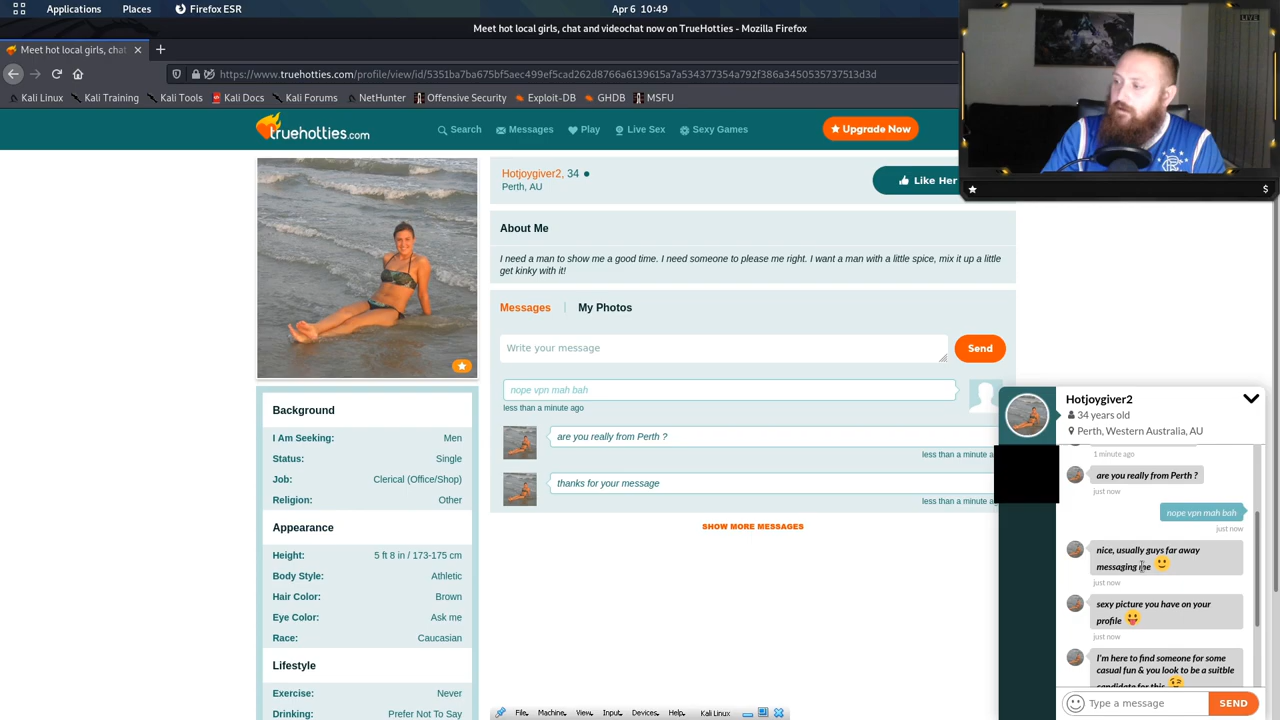 Firefox ESR
Apr 6 10:49
Meet hot local girls, chat and videochat now on TrueHotties - Mozilla Firefox
Meet hot local girls, chat × +
https://www.truehotties.com/profile/view/id/5351ba7ba675bf5aec499ef5cad262d8766a6139615a7a534377354a792f386a3450535737513d3d
Kali Linux Kali Training Kali Tools Kali Docs Kali Forums NetHunter Offensive Security Exploit-DB GHDB MSFU
LIVE
$
truehotties.com
Search Messages Play Live Sex Sexy Games
Upgrade Now
Hotjoygiver2, 34
Perth, AU
Like Her
About Me
I need a man to show me a good time. I need someone to please me right. I want a man with a little spice, mix it up a little
get kinky with it!
Messages | My Photos
Write your message
Send
nope vpn mah bah
less than a minute ago
are you really from Perth ?
less than a minute a
thanks for your message
less than a minute a
SHOW MORE MESSAGES
Background
I Am Seeking: Men
Status: Single
Job: Clerical (Office/Shop)
Religion: Other
Appearance
Height: 5 ft 8 in / 173-175 cm
Body Style: Athletic
Hair Color: Brown
Eye Color: Ask me
Race: Caucasian
Lifestyle
Exercise: Never
Drinking: Prefer Not To Say
Hotjoygiver2
34 years old
Perth, Western Australia, AU
1 minute ago
are you really from Perth ?
just now
nope vpn mah bah
just now
nice, usually guys far away
messaging me
just now
sexy picture you have on your
profile
just now
I'm here to find someone for some
casual fun & you look to be a suitble
candidate for this
Type a message
SEND
File Machine View Input Devices Help Kali Linux